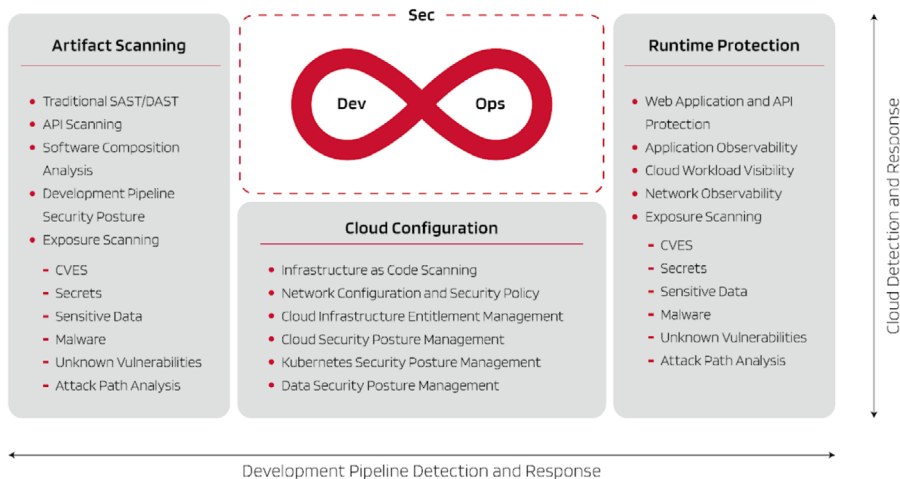 Sec
Dev
Ops
Artifact Scanning
Traditional SAST/DAST
API Scanning
Software Composition
Analysis
Development Pipeline
Security Posture
Exposure Scanning
- CVES
- Secrets
- Sensitive Data
- Malware
- Unknown Vulnerabilities
- Attack Path Analysis
Cloud Configuration
Infrastructure as Code Scanning
Network Configuration and Security Policy
Cloud Infrastructure Entitlement Management
Cloud Security Posture Management
Kubernetes Security Posture Management
Data Security Posture Management
Runtime Protection
Web Application and API
Protection
Application Observability
Cloud Workload Visibility
Network Observability
Exposure Scanning
- CVES
- Secrets
- Sensitive Data
- Malware
- Unknown Vulnerabilities
- Attack Path Analysis
Cloud Detection and Response
Development Pipeline Detection and Response